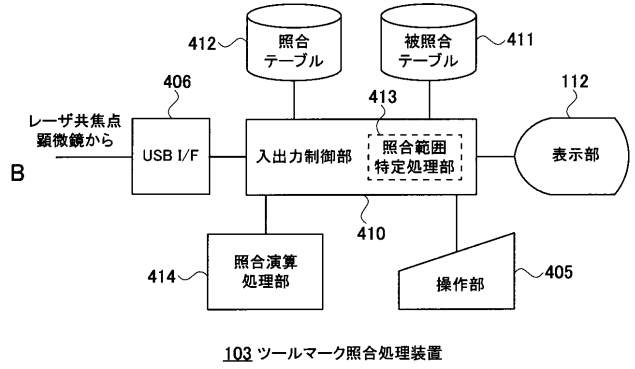 412
照合
テーブル
被照合
テーブル
411
レーザ共焦点
顕微鏡から
406
USB I/F
413
入出力制御部
照合範囲
特定処理部
112
表示部
B
410
414
照合演算
処理部
操作部
405
103 ツールマーク照合処理装置